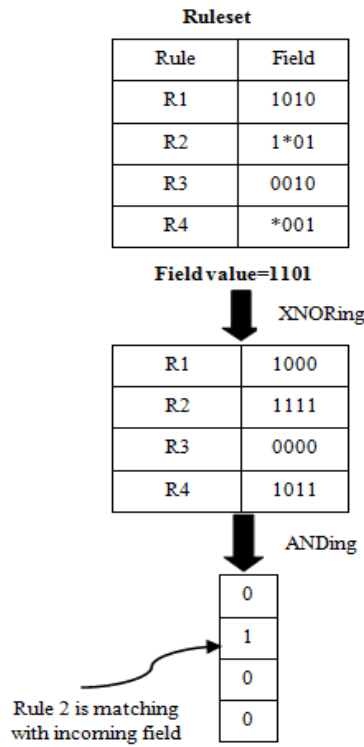 Ruleset
Rule Field
R1 1010
R2 1*01
R3 0010
R4 *001
Field value=1101
XNORing
R1 1000
R2 1111
R3 0000
R4 1011
ANDing
0
1
0
0
Rule 2 is matching
with incoming field